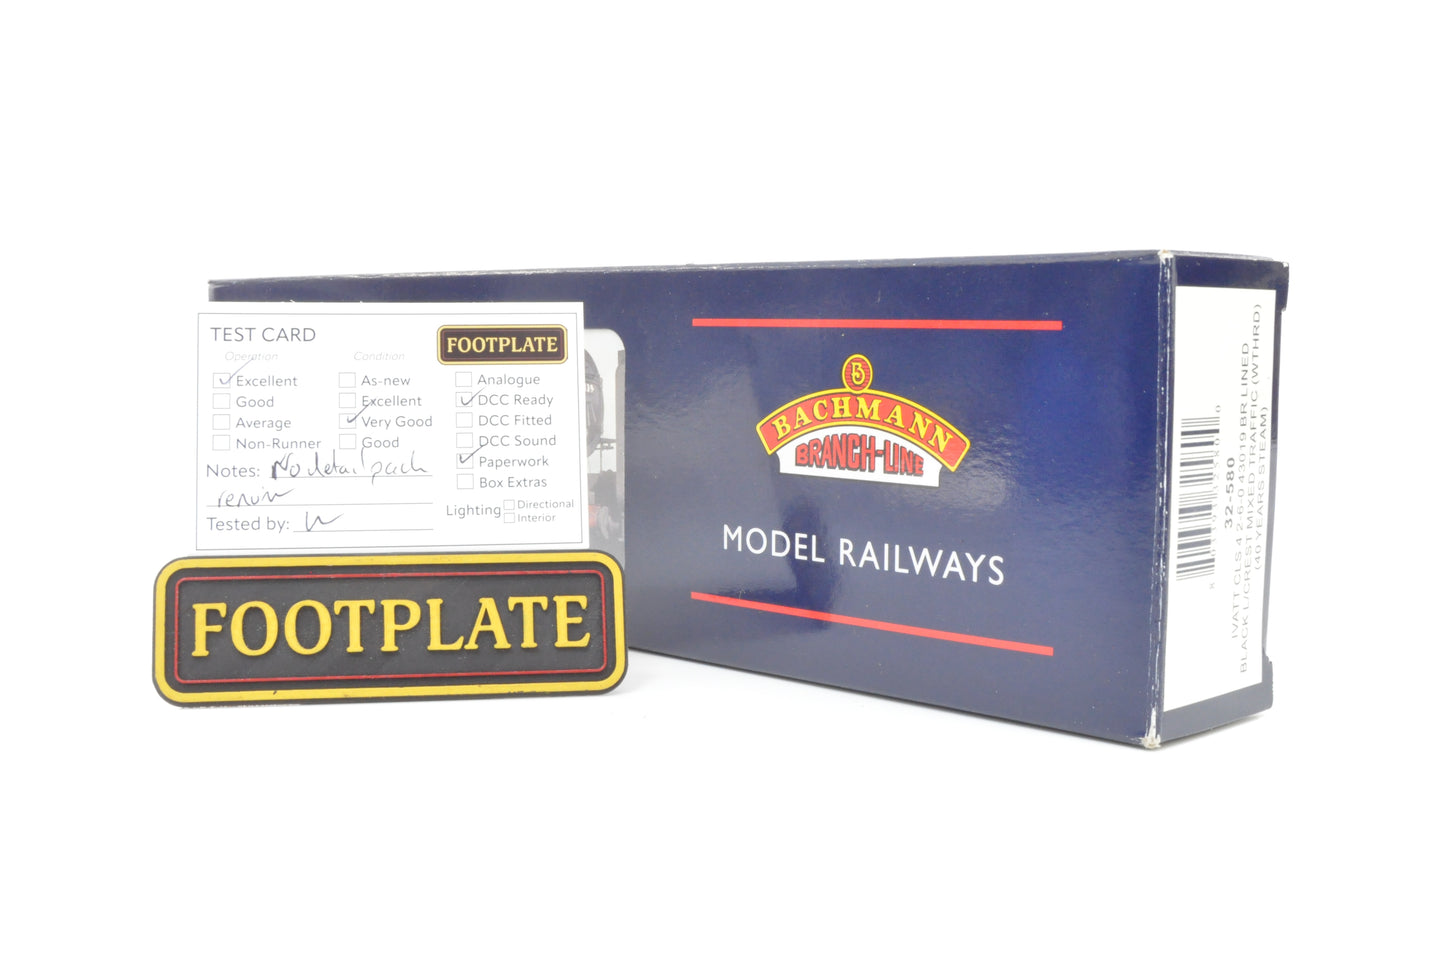 TEST CARD
FOOTPLATE
Operation
Condition
Excellent
As-new
Analogue
Good
Excellent
DCC Ready
Average
Very Good
DCC Fitted
Non-Runner
Good
DCC Sound
Paperwork
Box Extras
Notes: No detail pack
Lighting
Directional
Interior
Tested by:
FOOTPLATE
B
BACHMANN
BRANCH-LINE
MODEL RAILWAYS
32-580
IVATT CLS 4 2-6-0 43019 BR LINED
BLACK L/CREST MIXED TRAFFIC (WTHRD)
(40 YEARS STEAM)